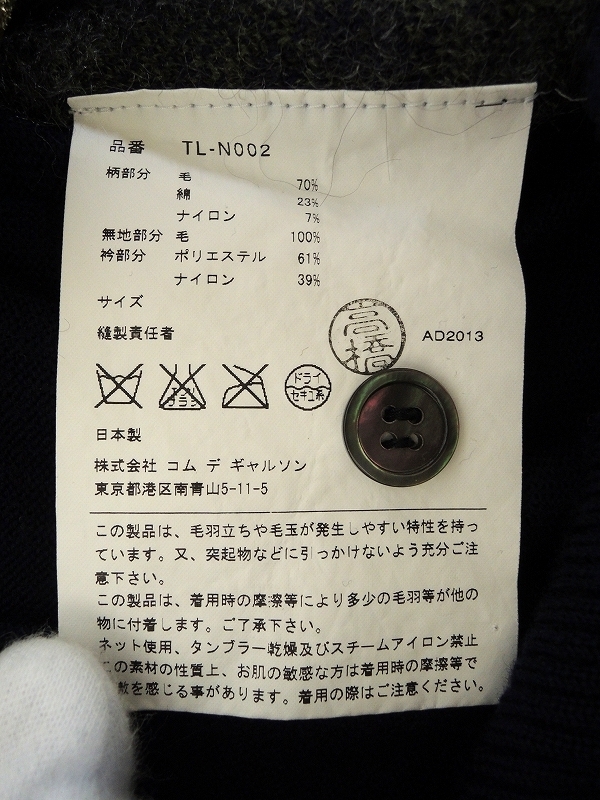 品番 TL-N002
柄部分 毛 70%
綿 23%
ナイロン 7%
無地部分 毛 100%
衿部分 ポリエステル 61%
ナイロン 39%
サイズ
縫製責任者 高橋 AD2013
エンソ サラシ ドライ セキユ系
日本製
株式会社 コム デ ギャルソン
東京都港区南青山5-11-5
この製品は、毛羽立ちや毛玉が発生しやすい特性を持っ
ています。又、突起物などに引っかけないよう充分ご注
意下さい。
この製品は、着用時の摩擦等により多少の毛羽等が他の
物に付着します。ご了承下さい。
ネット使用、タンブラー乾燥及びスチームアイロン禁止
この素材の性質上、お肌の敏感な方は着用時の摩擦等で
激を感じる事があります。着用の際はご注意ください。